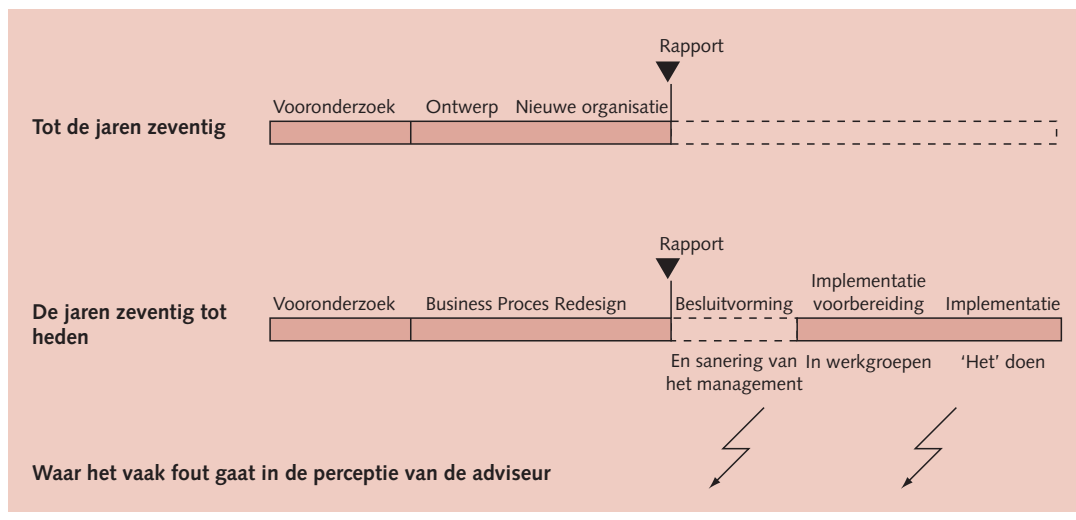 Rapport
Vooronderzoek Ontwerp Nieuwe organisatie
Tot de jaren zeventig
Rapport
Implementatie
De jaren zeventig tot
heden
Vooronderzoek Business Proces Redesign Besluitvorming voorbereiding Implementatie
En sanering van
het management
In werkgroepen 'Het' doen
Waar het vaak fout gaat in de perceptie van de adviseur